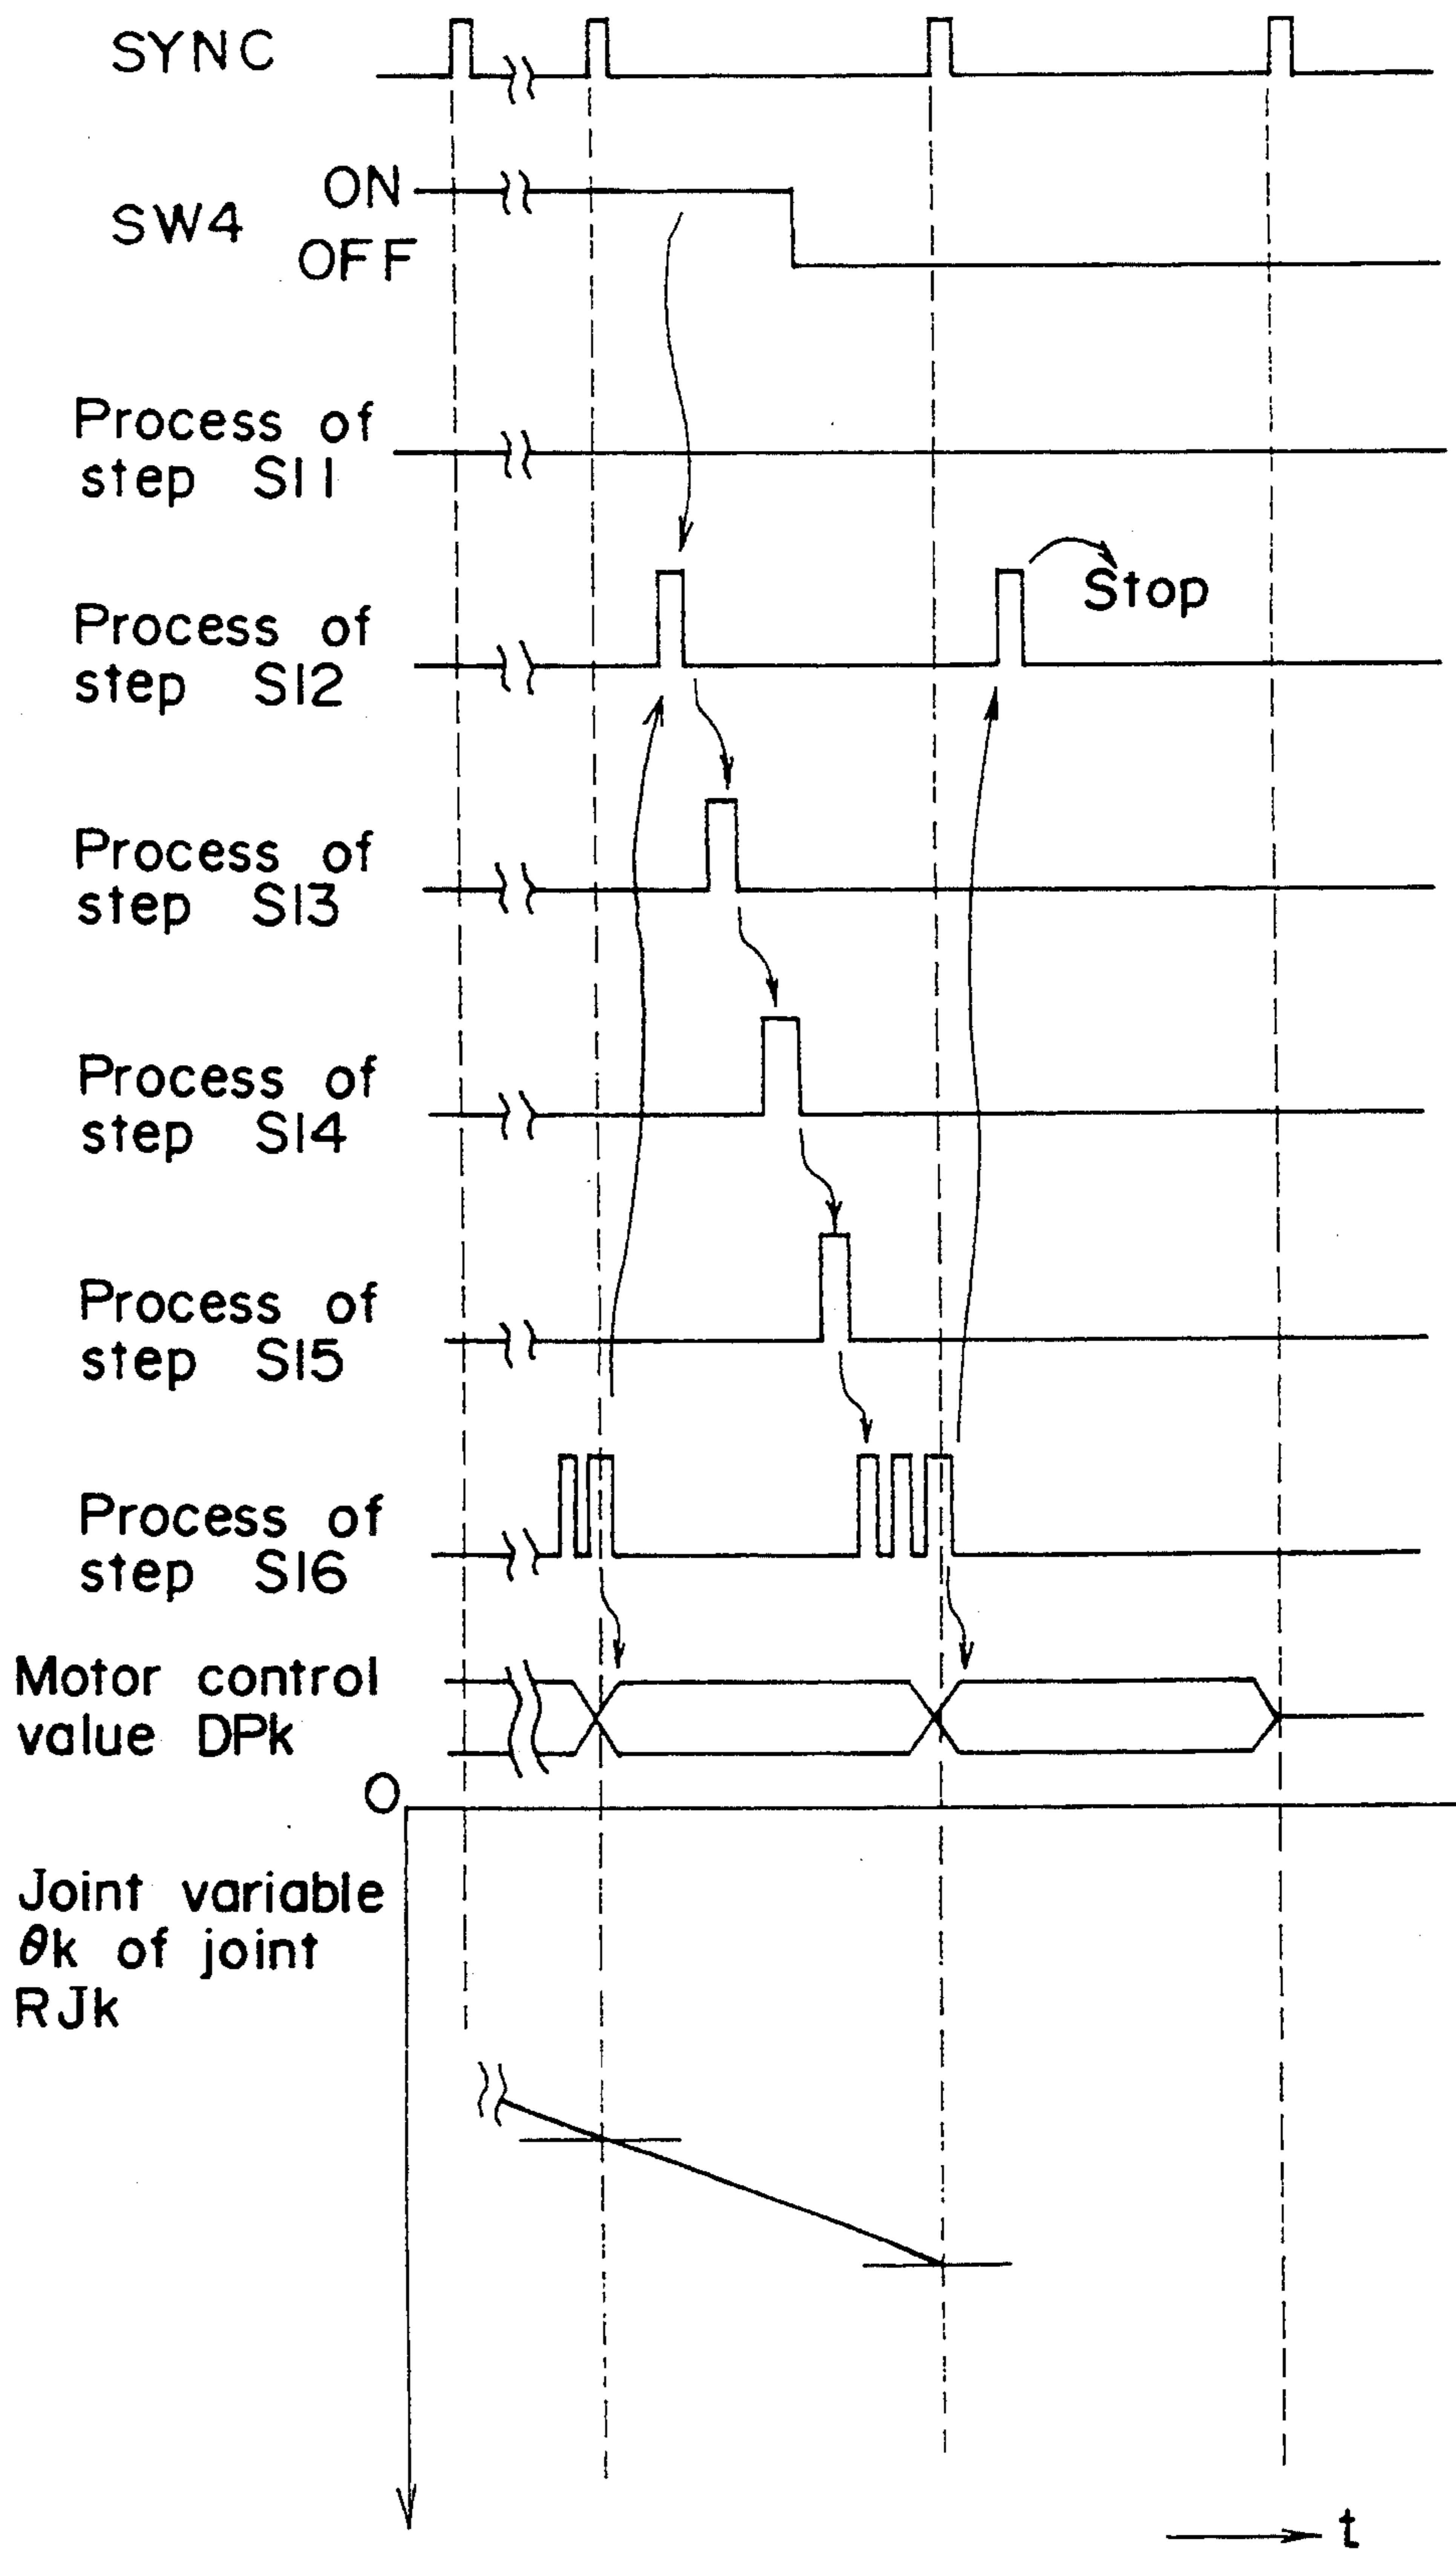 SYNC
ON
SW4
OFF
Process of
step S11
Stop
Process of
step S12
Process of
step S13
Process of
step S14
Process of
step S15
Process of
step S16
Motor control
value DPk
O
Joint variable
θk of joint
RJk
t